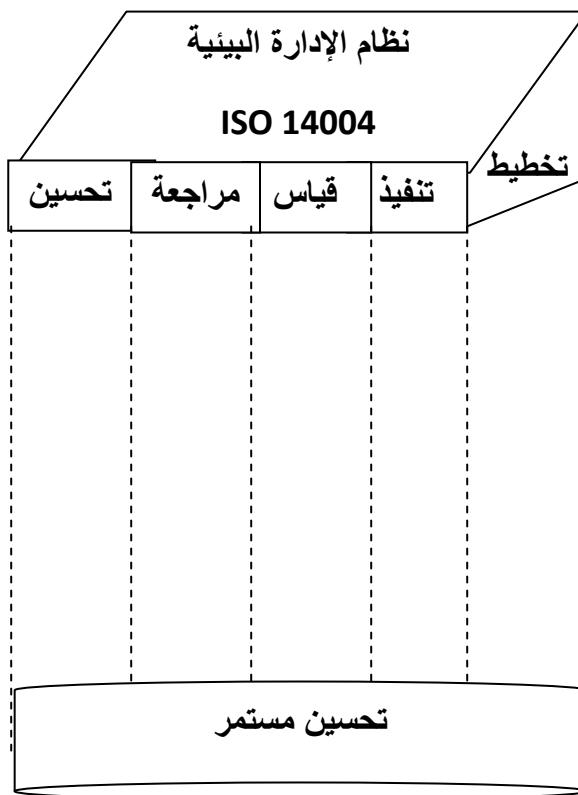 نظام الإدارة البيئية
ISO 14004
تخطيط
تنفيذ
قياس
مراجعة
تحسين
تحسين مستمر